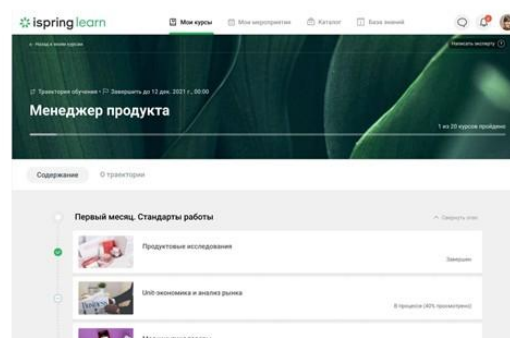 ispring learn
Мои курсы
Мои мероприятия
Каталог
База знаний
Назад к моим курсам
Написать эксперту
Траектория обучения • Завершить до 12 дек. 2021 г., 00:00
Менеджер продукта
1 из 20 курсов пройдено
Содержание
О траектории
Первый месяц. Стандарты работы
Свернуть этап
Продуктовые исследования
Завершен
Unit-экономика и анализ рынка
В процессе (40% просмотрено)